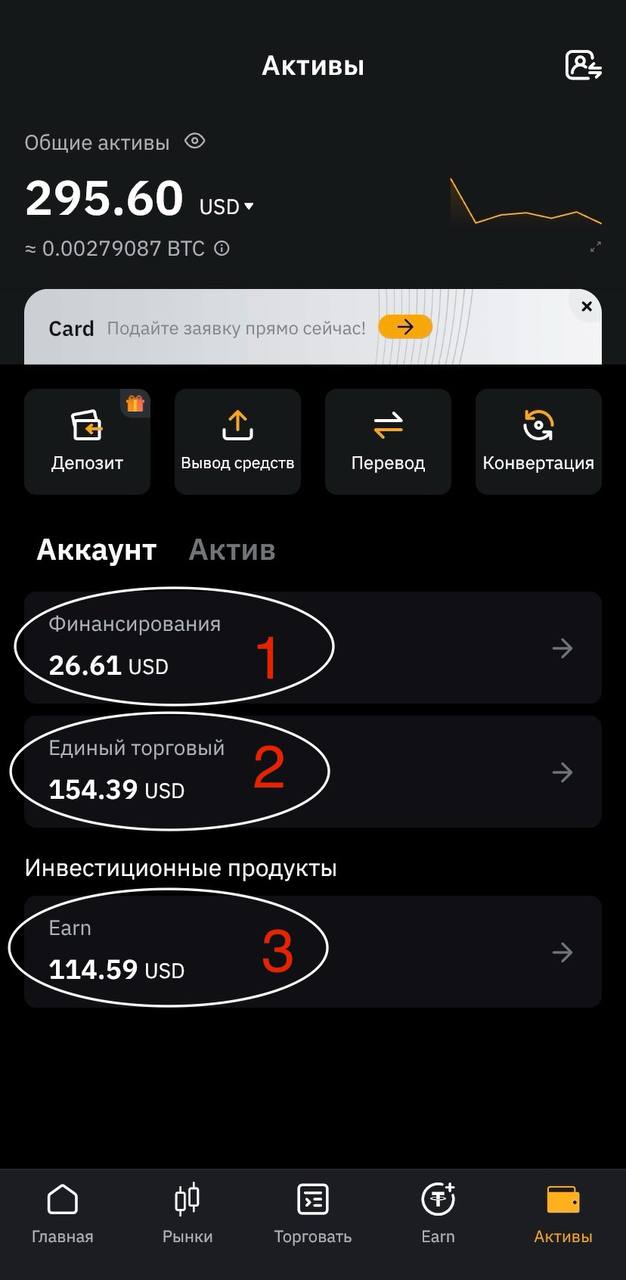 Активы
Общие активы
295.60 USD
≈ 0.00279087 BTC
Card Подайте заявку прямо сейчас!
Депозит Вывод средств Перевод Конвертация
Аккаунт Актив
Финансирования
26.61 USD 1
Единый торговый
154.39 USD 2
Инвестиционные продукты
Earn
114.59 USD 3
Главная Рынки Торговать Earn Активы